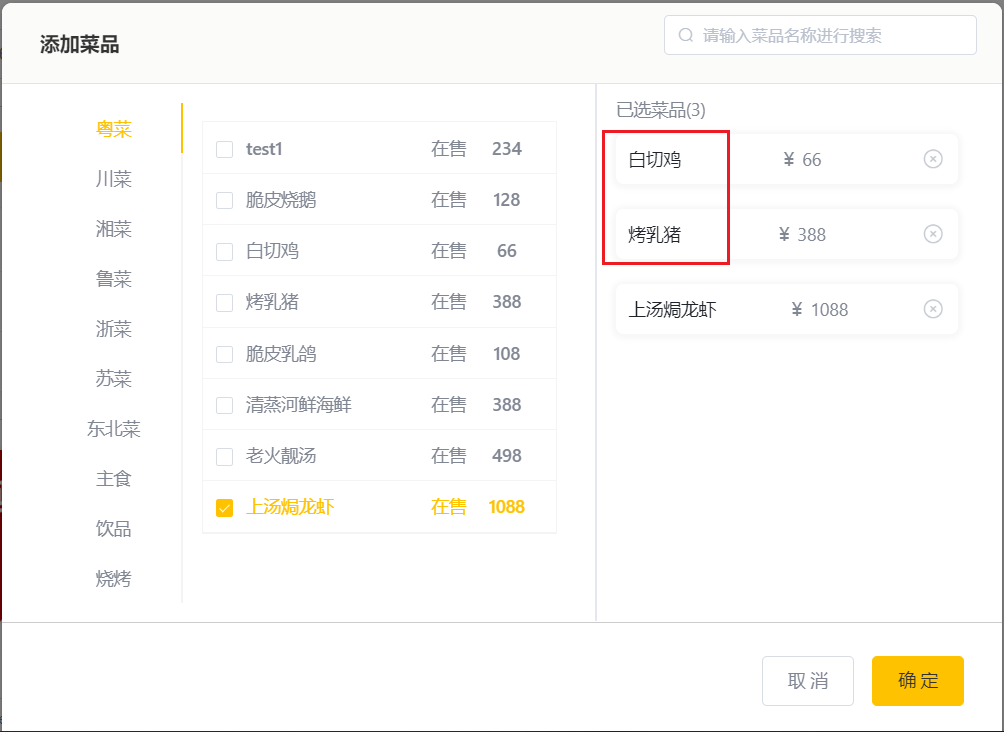 添加菜品
请输入菜品名称进行搜索
粤菜
川菜
湘菜
鲁菜
浙菜
苏菜
东北菜
主食
饮品
烧烤
test1 在售 234
脆皮烧鹅 在售 128
白切鸡 在售 66
烤乳猪 在售 388
脆皮乳鸽 在售 108
清蒸河鲜海鲜 在售 388
老火靓汤 在售 498
上汤焗龙虾 在售 1088
已选菜品(3)
白切鸡 ¥ 66
烤乳猪 ¥ 388
上汤焗龙虾 ¥ 1088
取消 确定